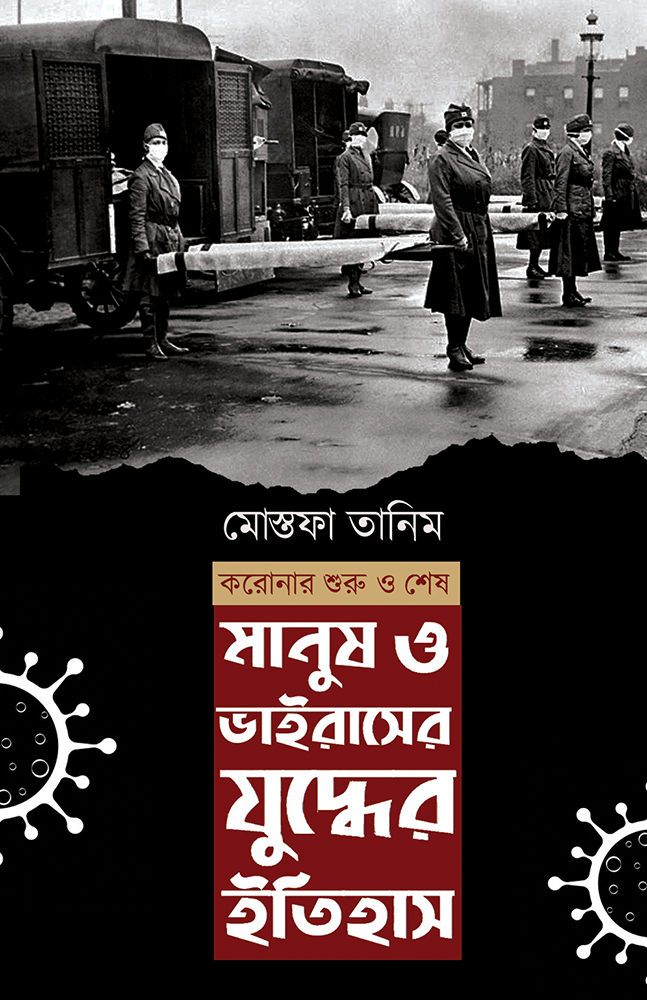 মোস্তফা তানিম
করোনার শুরু ও শেষ
মানুষ ও
ভাইরাসের
যুদ্ধের
ইতিহাস